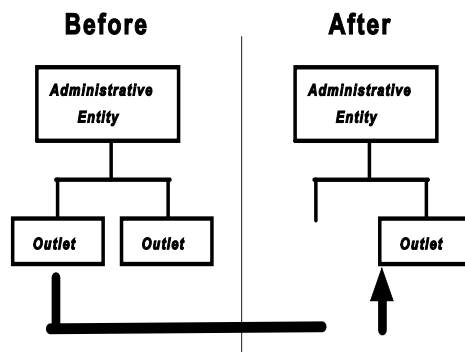 Before
After
Administrative
Entity
Administrative
Entity
Outlet
Outlet
Outlet